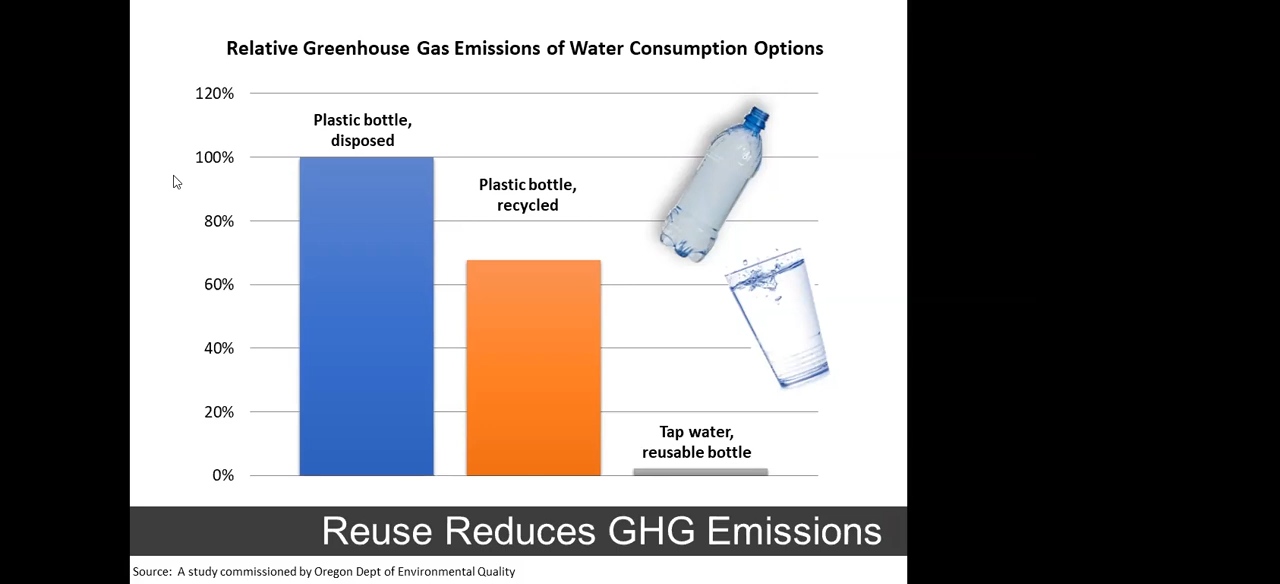 Relative Greenhouse Gas Emissions of Water Consumption Options
120%
100%
80%
60%
40%
20%
0%
Plastic bottle,
disposed
Plastic bottle,
recycled
Tap water,
reusable bottle
Reuse Reduces GHG Emissions
Source: A study commissioned by Oregon Dept of Environmental Quality